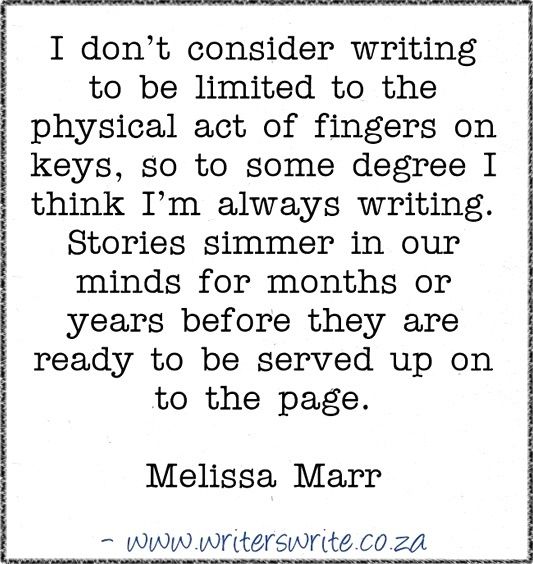 I don't consider writing
to be limited to the
physical act of fingers on
keys, so to some degree I
think I'm always writing.
Stories simmer in our
minds for months or
years before they are
ready to be served up on
to the page.
Melissa Marr
- www.writerswrite.co.za